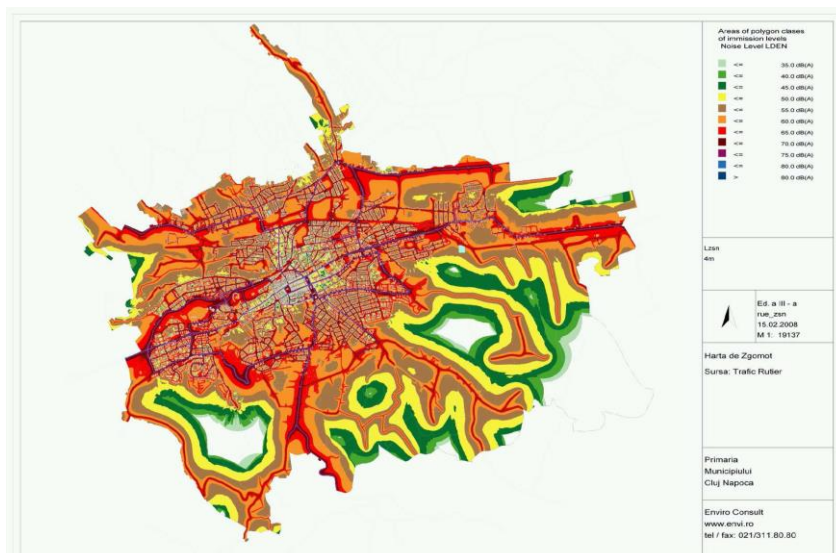 Areas of polygon clases
of immission levels
Noise Level LDEN
<= 35.0 dB(A)
<= 40.0 dB(A)
<= 45.0 dB(A)
<= 50.0 dB(A)
<= 55.0 dB(A)
<= 60.0 dB(A)
<= 65.0 dB(A)
<= 70.0 dB(A)
<= 75.0 dB(A)
<= 80.0 dB(A)
> 80.0 dB(A)
Lzsn
4m
Ed. a III - a
rue_zsn
15.02.2008
M 1: 19137
Harta de Zgomot
Sursa: Trafic Rutier
Primaria
Municipiului
Cluj Napoca
Enviro Consult
www.envi.ro
tel / fax: 021/311.80.80